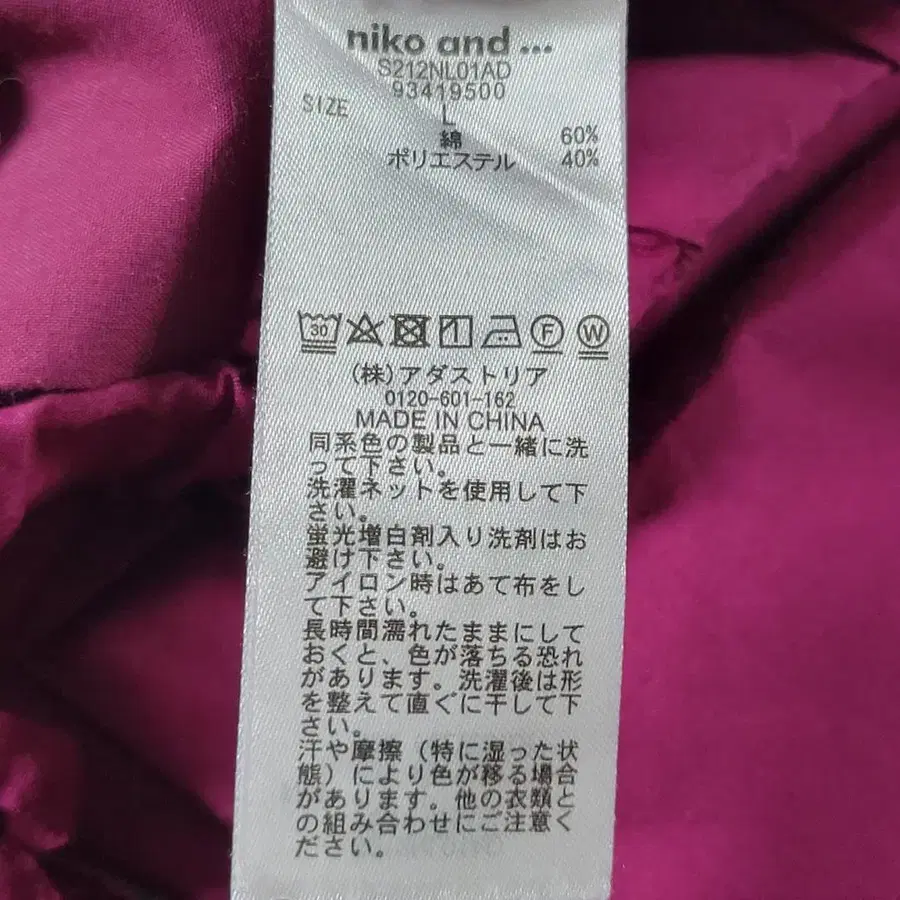 niko and ...
S212NL01AD
93419500
SIZE L
綿 60%
ポリエステル 40%
30 F W
(株)アダストリア
0120-601-162
MADE IN CHINA
同系色の製品と一緒に洗
って下さい。
洗濯ネットを使用して下
さい。
蛍光増白剤入り洗剤はお
避け下さい。
アイロン時はあて布をし
て下さい。
長時間濡れたままにして
おくと、色が落ちる恐れ
があります。洗濯後は形
を整えて直ぐに干して下
さい。
汗や摩擦（特に湿った状
態）により色が移る場合
があります。他の衣類と
の組み合わせにご注意く
ださい。